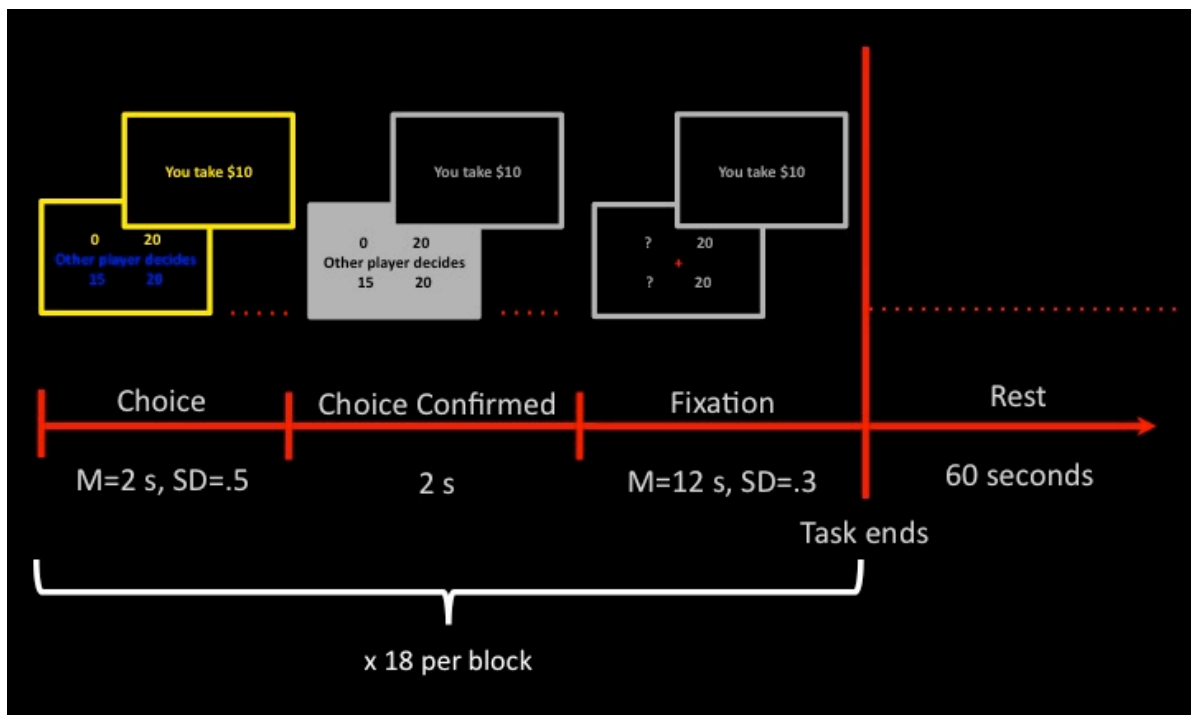 You take $10
0 20
Other player decides
15 20
You take $10
0 20
Other player decides
15 20
You take $10
? 20
+
? 20
Choice
Choice Confirmed
Fixation
Rest
M=2 s, SD=.5
2 s
M=12 s, SD=.3
60 seconds
Task ends
x 18 per block